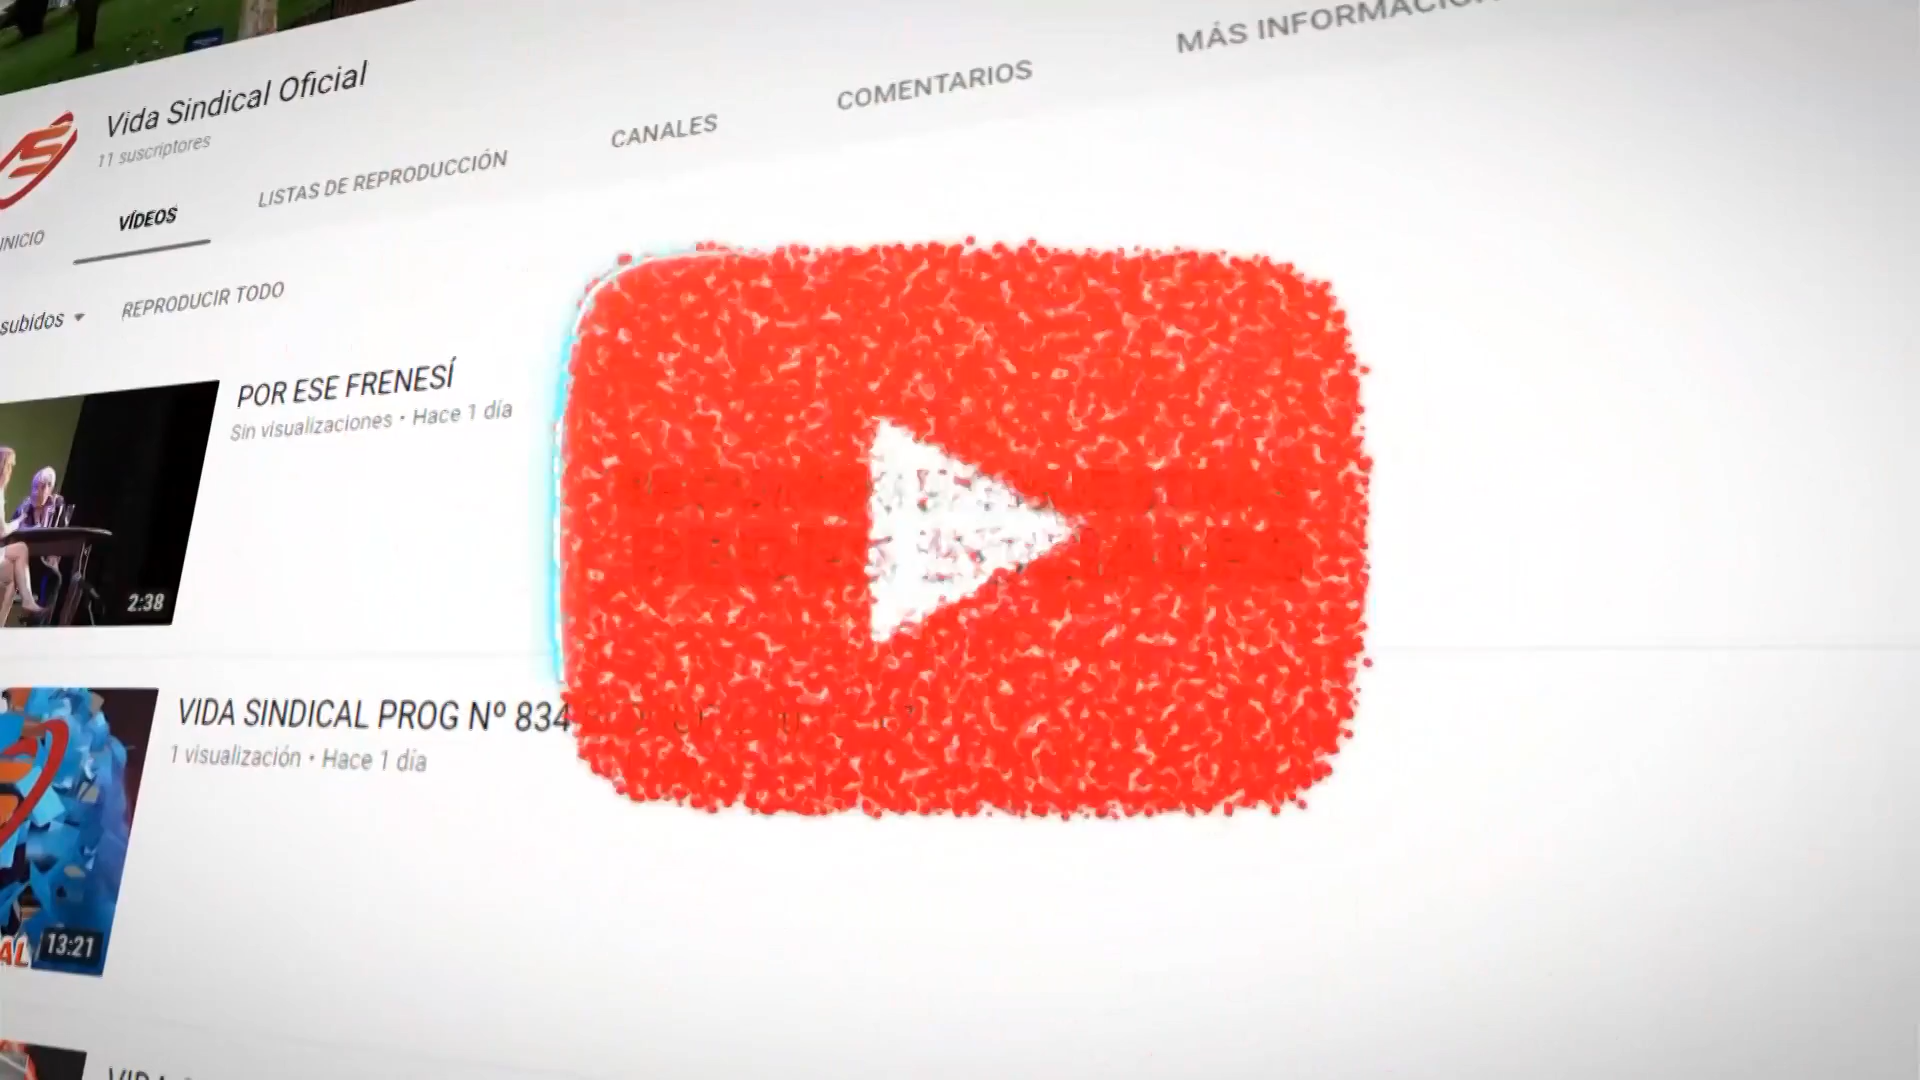 Vida Sindical Oficial
11 suscriptores
INICIO
VÍDEOS
LISTAS DE REPRODUCCIÓN
CANALES
COMENTARIOS
MÁS INFORMACIÓN
subidos
REPRODUCIR TODO
POR ESE FRENESÍ
Sin visualizaciones • Hace 1 día
2:38
VIDA SINDICAL PROG Nº 834
1 visualización • Hace 1 día
13:21